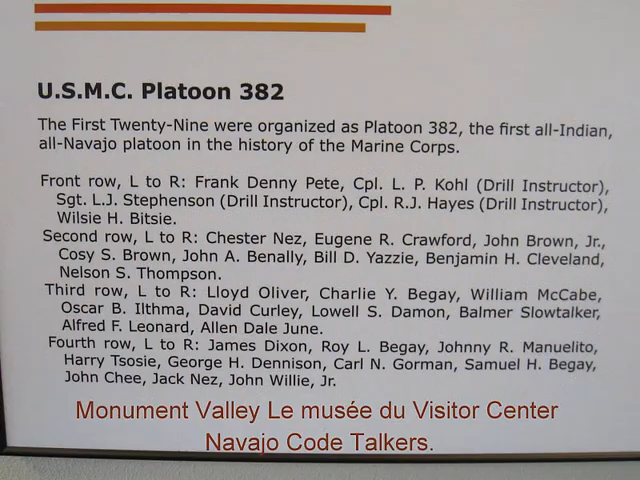 U.S.M.C. Platoon 382
The First Twenty-Nine were organized as Platoon 382, the first all-Indian,
all-Navajo platoon in the history of the Marine Corps.
Front row, L to R: Frank Denny Pete, Cpl. L. P. Kohl (Drill Instructor),
Sgt. L.J. Stephenson (Drill Instructor), Cpl. R.J. Hayes (Drill Instructor),
Wilsie H. Bitsie.
Second row, L to R: Chester Nez, Eugene R. Crawford, John Brown, Jr.,
Cosy S. Brown, John A. Benally, Bill D. Yazzie, Benjamin H. Cleveland,
Nelson S. Thompson.
Third row, L to R: Lloyd Oliver, Charlie Y. Begay, William McCabe,
Oscar B. Ilthma, David Curley, Lowell S. Damon, Balmer Slowtalker,
Alfred F. Leonard, Allen Dale June.
Fourth row, L to R: James Dixon, Roy L. Begay, Johnny R. Manuelito,
Harry Tsosie, George H. Dennison, Carl N. Gorman, Samuel H. Begay,
John Chee, Jack Nez, John Willie, Jr.
Monument Valley Le musée du Visitor Center
Navajo Code Talkers.